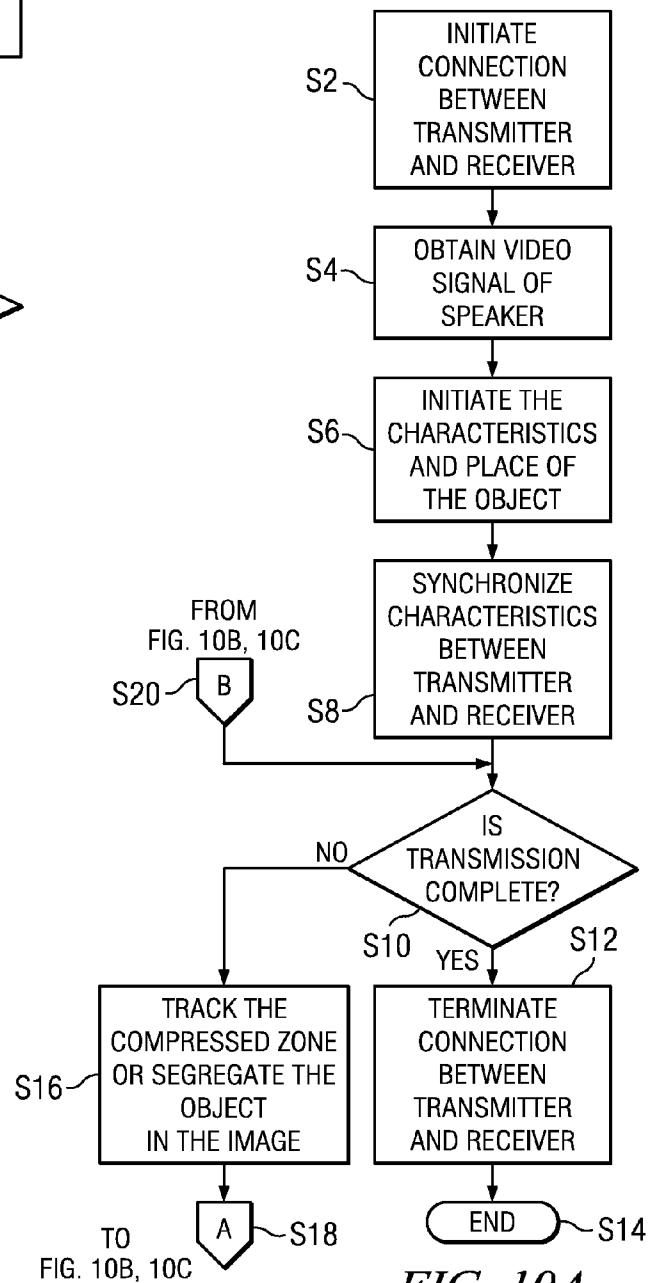 S2
INITIATE
CONNECTION
BETWEEN
TRANSMITTER
AND RECEIVER
S4
OBTAIN VIDEO
SIGNAL OF
SPEAKER
S6
INITIATE THE
CHARACTERISTICS
AND PLACE OF
THE OBJECT
S8
SYNCHRONIZE
CHARACTERISTICS
BETWEEN
TRANSMITTER
AND RECEIVER
FROM
FIG. 10B, 10C
S20
B
IS
TRANSMISSION
COMPLETE?
S10
NO
YES
S12
TERMINATE
CONNECTION
BETWEEN
TRANSMITTER
AND RECEIVER
END
S14
S16
TRACK THE
COMPRESSED ZONE
OR SEGREGATE THE
OBJECT
IN THE IMAGE
A
S18
TO
FIG. 10B, 10C
FIG. 10A